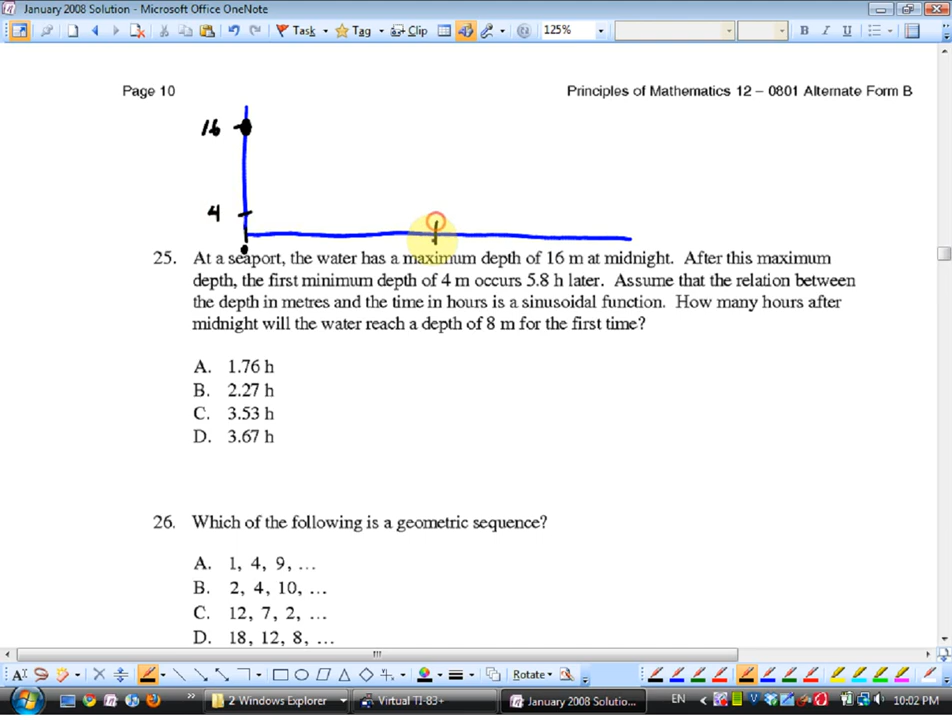 January 2008 Solution - Microsoft Office OneNote
Task Tag Clip 125% B I U
Page 10 Principles of Mathematics 12 – 0801 Alternate Form B
16
4
25. At a seaport, the water has a maximum depth of 16 m at midnight. After this maximum
depth, the first minimum depth of 4 m occurs 5.8 h later. Assume that the relation between
the depth in metres and the time in hours is a sinusoidal function. How many hours after
midnight will the water reach a depth of 8 m for the first time?
A. 1.76 h
B. 2.27 h
C. 3.53 h
D. 3.67 h
26. Which of the following is a geometric sequence?
A. 1, 4, 9, …
B. 2, 4, 10, …
C. 12, 7, 2, …
D. 18, 12, 8, …
Rotate
2 Windows Explorer Virtual TI-83+ January 2008 Solutio... EN 10:02 PM